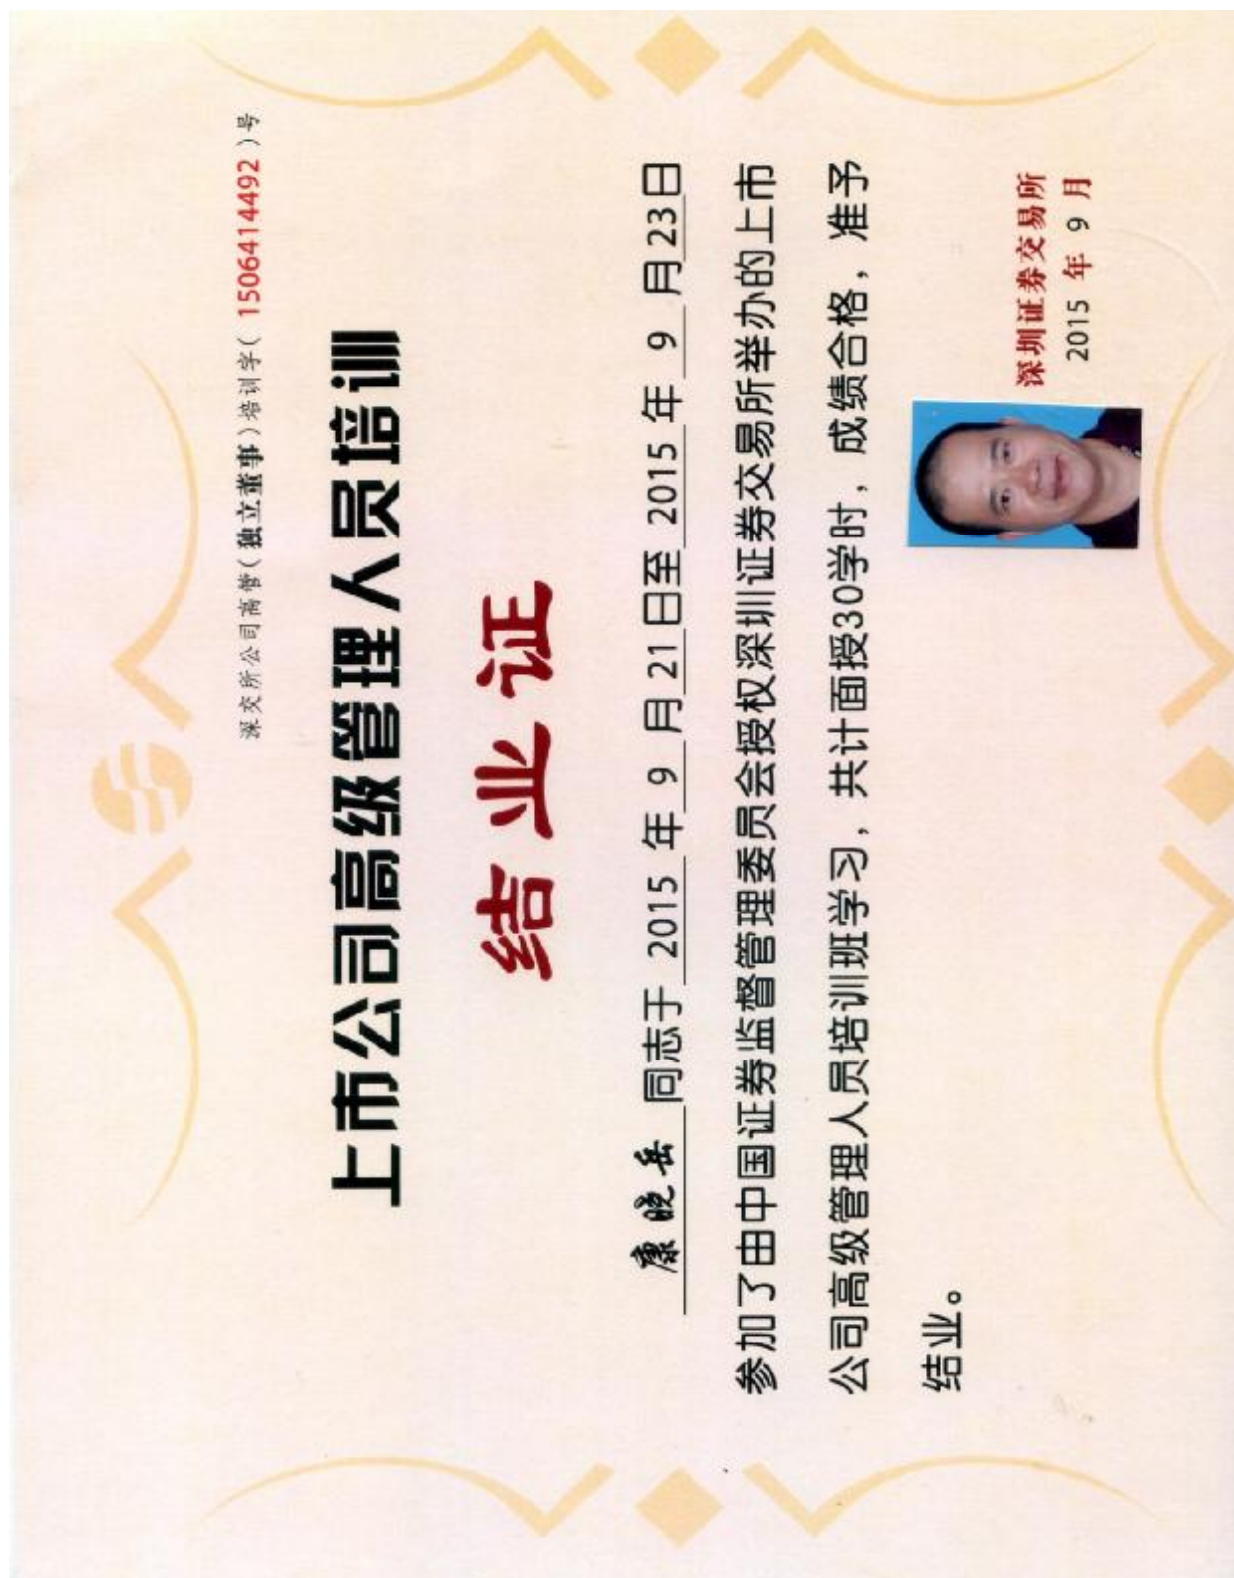 深交所公司高管(独立董事)培训字( 1506414492 )号
上市公司高级管理人员培训
结业证
康晓岳 同志于 2015 年 9 月 21 日至 2015 年 9 月 23 日
参加了由中国证券监督管理委员会授权深圳证券交易所举办的上市
公司高级管理人员培训班学习，共计面授30学时，成绩合格，准予
结业。
深圳证券交易所
2015 年 9 月